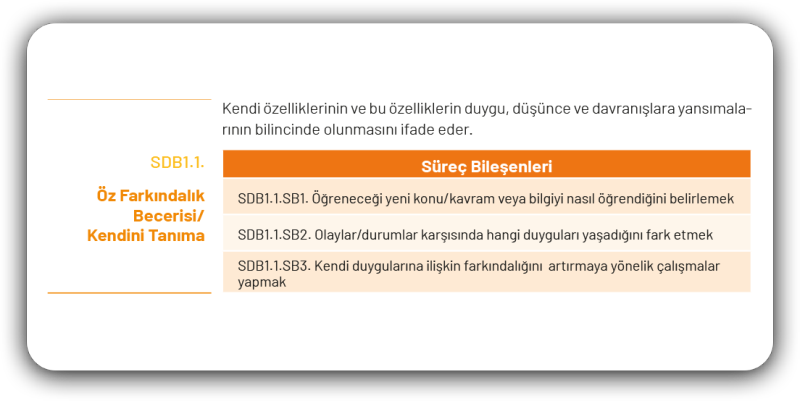 Kendi özelliklerinin ve bu özelliklerin duygu, düşünce ve davranışlara yansımala-
rının bilincinde olunmasını ifade eder.
SDB1.1.
Öz Farkındalık
Becerisi/
Kendini Tanıma
Süreç Bileşenleri
SDB1.1.SB1. Öğreneceği yeni konu/kavram veya bilgiyi nasıl öğrendiğini belirlemek
SDB1.1.SB2. Olaylar/durumlar karşısında hangi duyguları yaşadığını fark etmek
SDB1.1.SB3. Kendi duygularına ilişkin farkındalığını artırmaya yönelik çalışmalar
yapmak